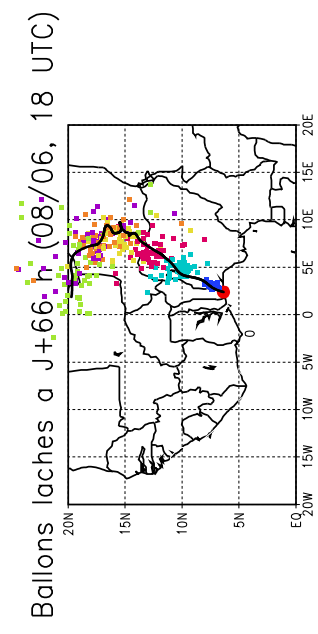 Ballons laches a J+66 h (08/06, 18 UTC)
20N
15N
10N
5N
EQ
20W
15W
10W
5W
0
5E
10E
15E
20E
0